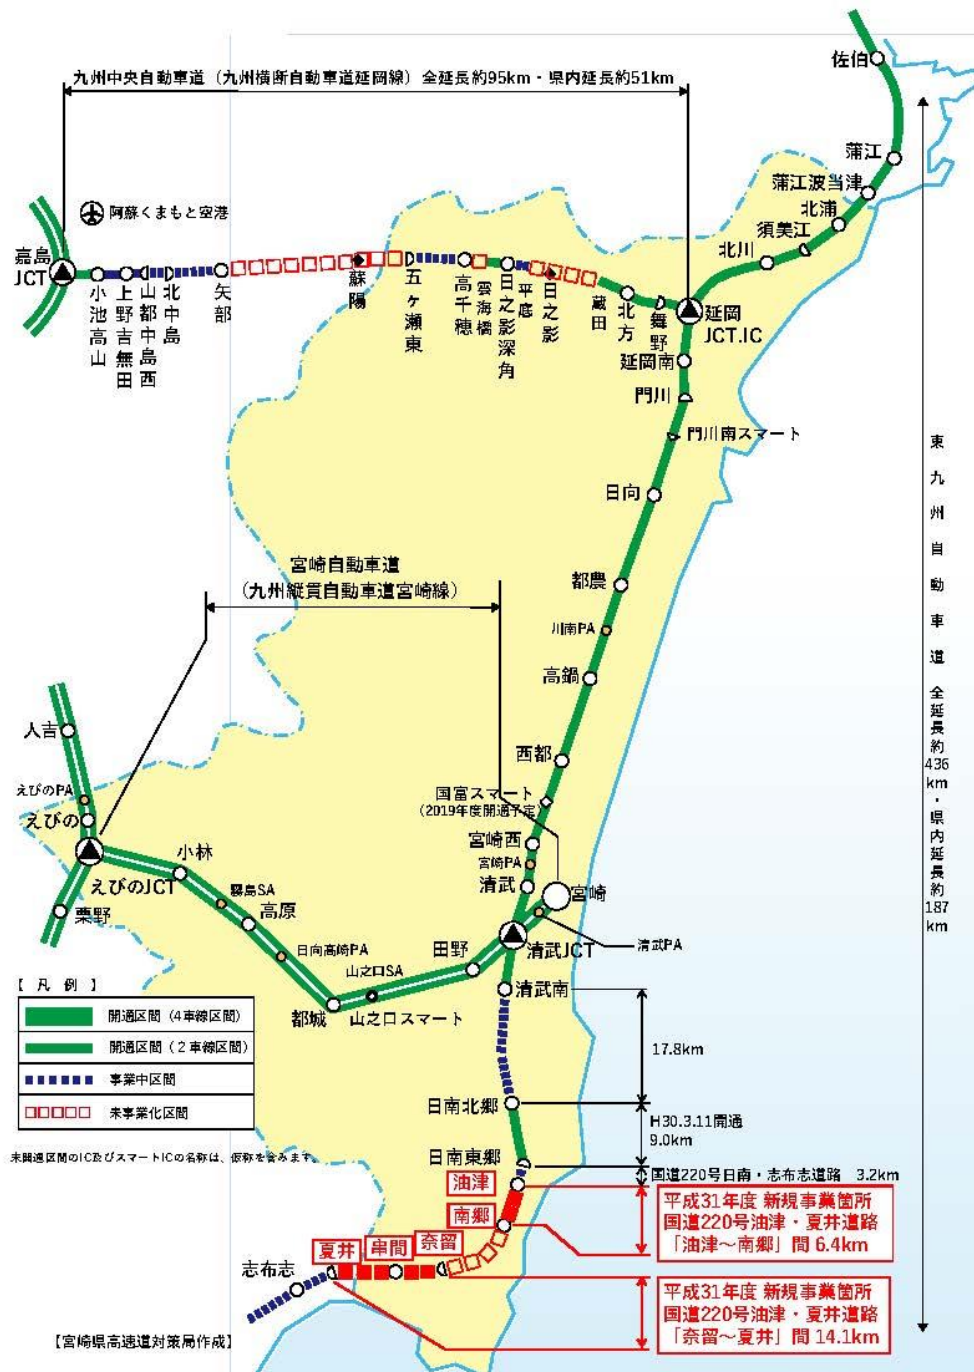 九州中央自動車道（九州横断自動車道延岡線）全延長約95km・県内延長約51km
佐伯
蒲江
蒲江波当津
北浦
須美江
北川
阿蘇くまもと空港
嘉島
JCT
小池高山
上野吉無田
山都中島西
北中島
矢部
蘇陽
五ヶ瀬東
高千穂
雲海橋
日之影深角
平底
日之影
蔵田
北方
舞野
延岡
JCT.IC
延岡南
門川
門川南スマート
日向
都農
川南PA
高鍋
西都
国富スマート
(2019年度開通予定)
宮崎西
宮崎PA
清武
宮崎
清武JCT
清武PA
清武南
宮崎自動車道
（九州縦貫自動車道宮崎線）
人吉
えびのPA
えびの
えびのJCT
栗野
小林
霧島SA
高原
日向高崎PA
都城
山之口SA
山之口スマート
田野
東九州自動車道 全延長約436km・県内延長約187km
【 凡 例 】
開通区間（4車線区間）
開通区間（２車線区間）
事業中区間
未事業化区間
未開通区間のIC及びスマートICの名称は、仮称を含みます。
17.8km
日南北郷
H30.3.11開通
9.0km
日南東郷
国道220号日南・志布志道路 3.2km
油津
南郷
奈留
串間
夏井
志布志
平成31年度 新規事業箇所
国道220号油津・夏井道路
「油津～南郷」間 6.4km
平成31年度 新規事業箇所
国道220号油津・夏井道路
「奈留～夏井」間 14.1km
【宮崎県高速道対策局作成】